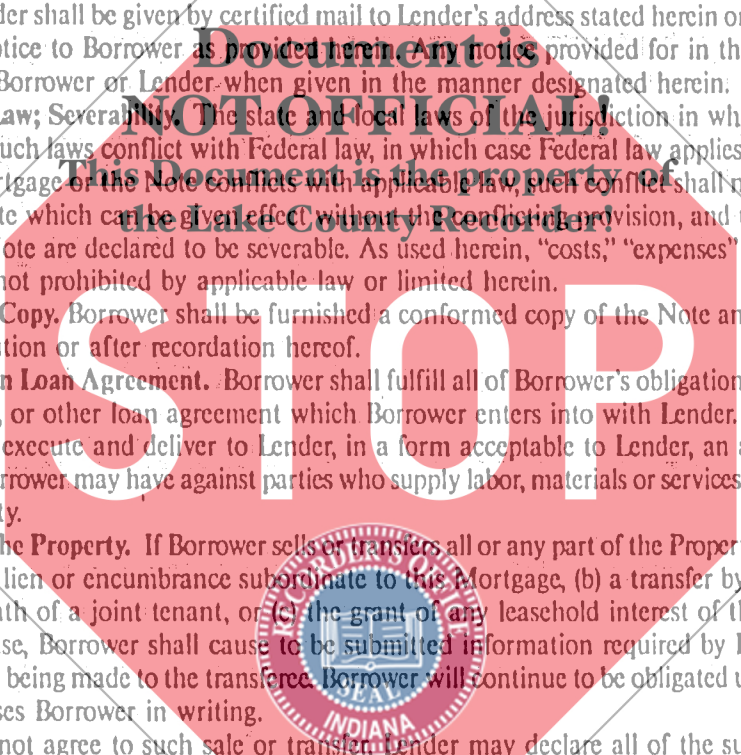 der shall be given by certified mail to Lender's address stated herein or
otice to Borrower as provided herein. Any notice provided for in th
Borrower or Lender when given in the manner designated herein.
Law; Severability. The state and local laws of the jurisdiction in wh
uch laws conflict with Federal law, in which case Federal law applies
rtgage or the Note conflicts with applicable law, such conflict shall n
te which can be given effect without the conflicting provision, and
ote are declared to be severable. As used herein, “costs,” “expenses”
not prohibited by applicable law or limited herein.
Copy. Borrower shall be furnished a conformed copy of the Note an
tion or after recordation hereof.
n Loan Agreement. Borrower shall fulfill all of Borrower's obligation
, or other loan agreement which Borrower enters into with Lender.
execute and deliver to Lender, in a form acceptable to Lender, an a
rrower may have against parties who supply labor, materials or services
ty.
he Property. If Borrower sells or transfers all or any part of the Proper
lien or encumbrance subordinate to this Mortgage, (b) a transfer by
ath of a joint tenant, or (c) the grant of any leasehold interest of th
se, Borrower shall cause to be submitted information required by L
being made to the transferee. Borrower will continue to be obligated u
ses Borrower in writing.
not agree to such sale or transfer, Lender may declare all of the su
Document is
NOT OFFICIAL!
This Document is the property of
the Lake County Recorder!
STOP
RECORDER'S OFFICE
SEAL
INDIANA